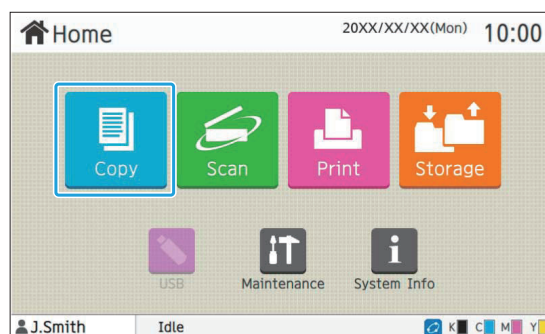 Home 20XX/XX/XX(Mon) 10:00
Copy Scan Print Storage
USB Maintenance System Info
J.Smith Idle K C M Y